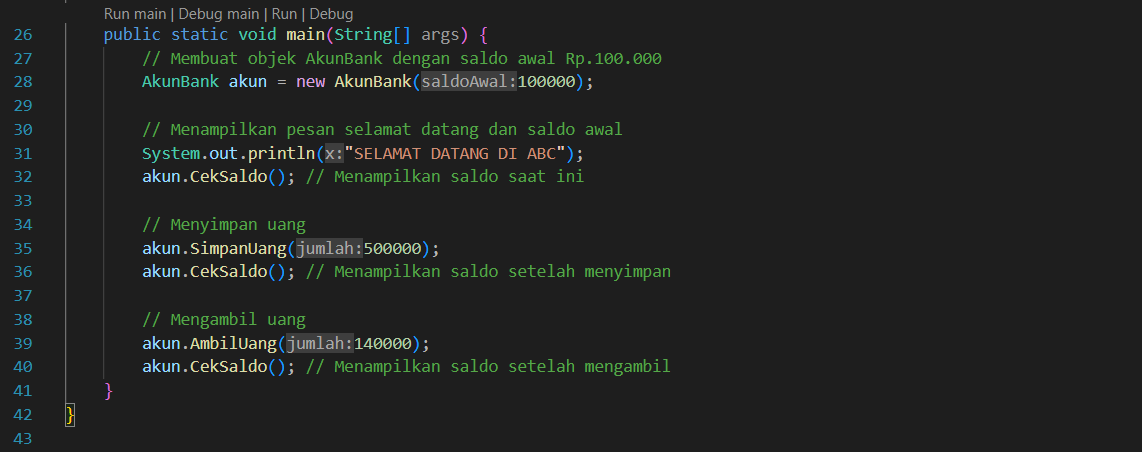 Run main | Debug main | Run | Debug
26 public static void main(String[] args) {
27 // Membuat objek AkunBank dengan saldo awal Rp.100.000
28 AkunBank akun = new AkunBank(saldoAwal:100000);
29
30 // Menampilkan pesan selamat datang dan saldo awal
31 System.out.println(x:"SELAMAT DATANG DI ABC");
32 akun.CekSaldo(); // Menampilkan saldo saat ini
33
34 // Menyimpan uang
35 akun.SimpanUang(jumlah:500000);
36 akun.CekSaldo(); // Menampilkan saldo setelah menyimpan
37
38 // Mengambil uang
39 akun.AmbilUang(jumlah:140000);
40 akun.CekSaldo(); // Menampilkan saldo setelah mengambil
41 }
42 }
43